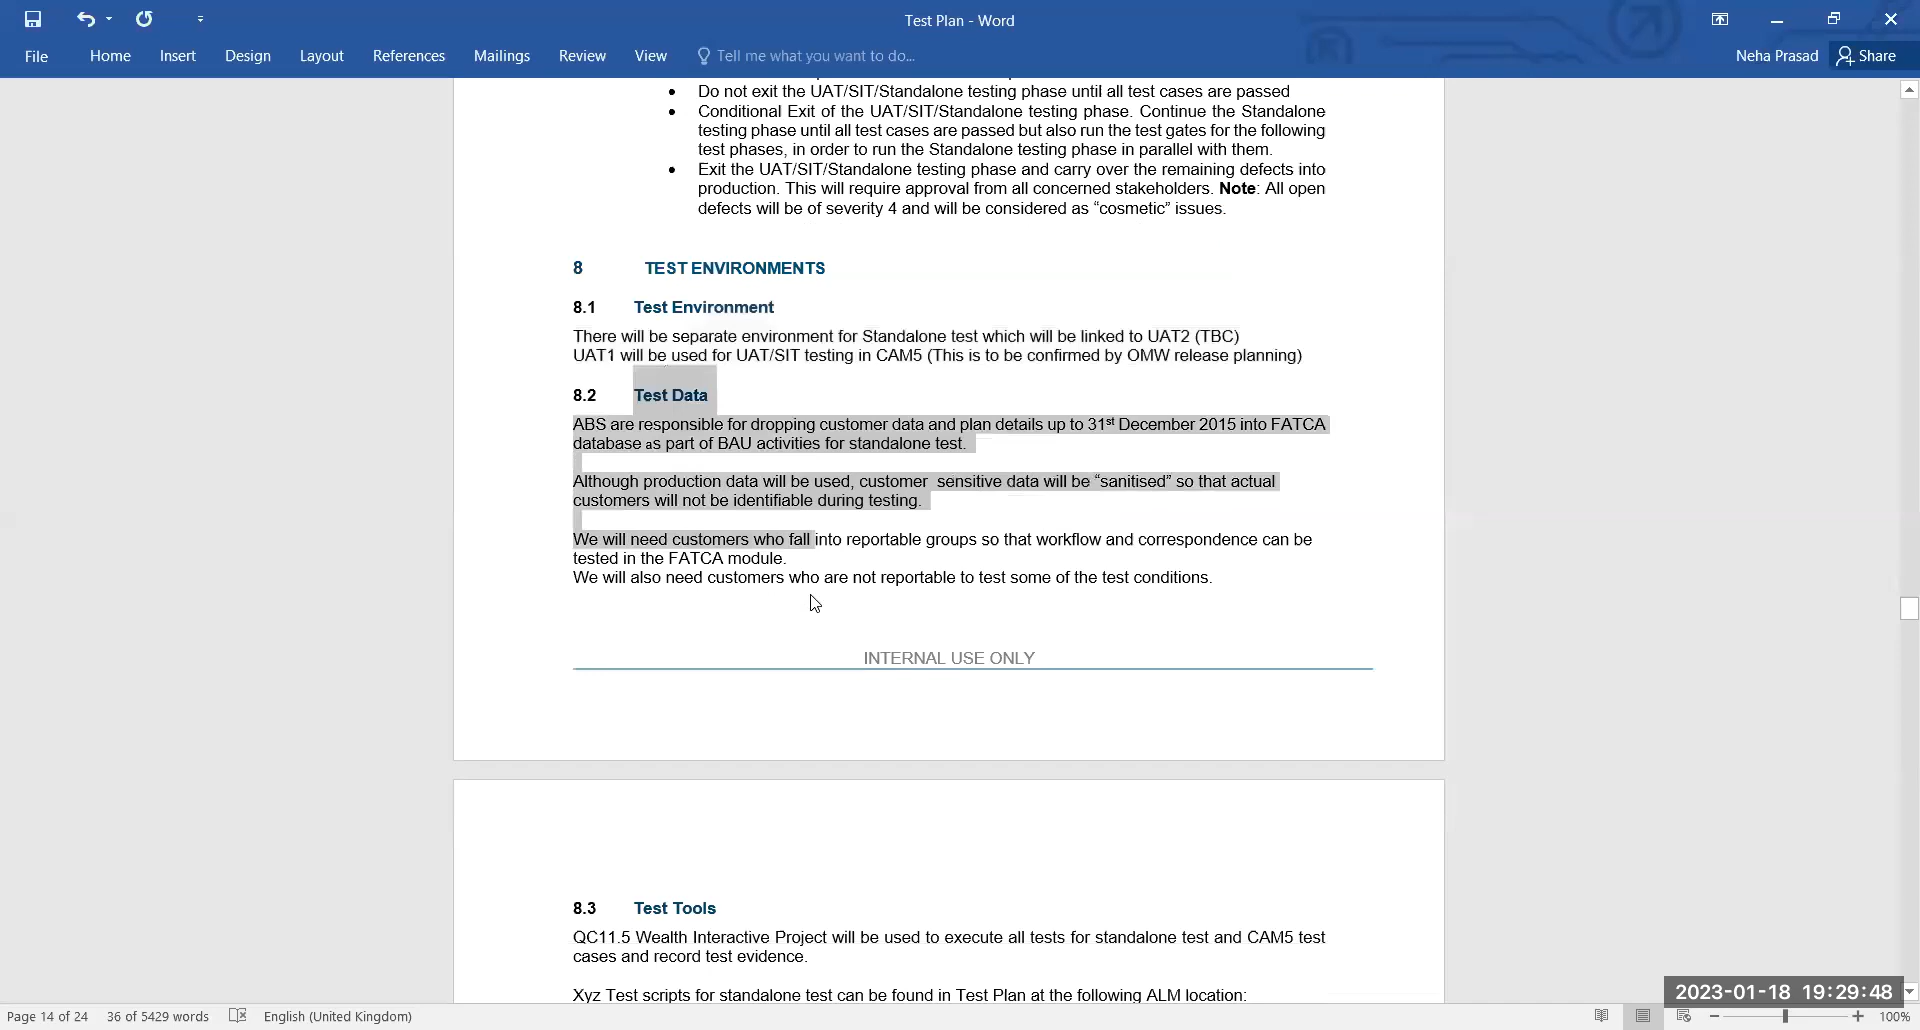 Test Plan - Word
File Home Insert Design Layout References Mailings Review View Tell me what you want to do... Neha Prasad Share
• Do not exit the UAT/SIT/Standalone testing phase until all test cases are passed
• Conditional Exit of the UAT/SIT/Standalone testing phase. Continue the Standalone
testing phase until all test cases are passed but also run the test gates for the following
test phases, in order to run the Standalone testing phase in parallel with them.
• Exit the UAT/SIT/Standalone testing phase and carry over the remaining defects into
production. This will require approval from all concerned stakeholders. Note: All open
defects will be of severity 4 and will be considered as “cosmetic” issues.
8 TEST ENVIRONMENTS
8.1 Test Environment
There will be separate environment for Standalone test which will be linked to UAT2 (TBC)
UAT1 will be used for UAT/SIT testing in CAM5 (This is to be confirmed by OMW release planning)
8.2 Test Data
ABS are responsible for dropping customer data and plan details up to 31st December 2015 into FATCA
database as part of BAU activities for standalone test.
Although production data will be used, customer  sensitive data will be “sanitised” so that actual
customers will not be identifiable during testing.
We will need customers who fall into reportable groups so that workflow and correspondence can be
tested in the FATCA module.
We will also need customers who are not reportable to test some of the test conditions.
INTERNAL USE ONLY
8.3 Test Tools
QC11.5 Wealth Interactive Project will be used to execute all tests for standalone test and CAM5 test
cases and record test evidence.
Xyz Test scripts for standalone test can be found in Test Plan at the following ALM location:
2023-01-18 19:29:48
Page 14 of 24 36 of 5429 words English (United Kingdom) 100%